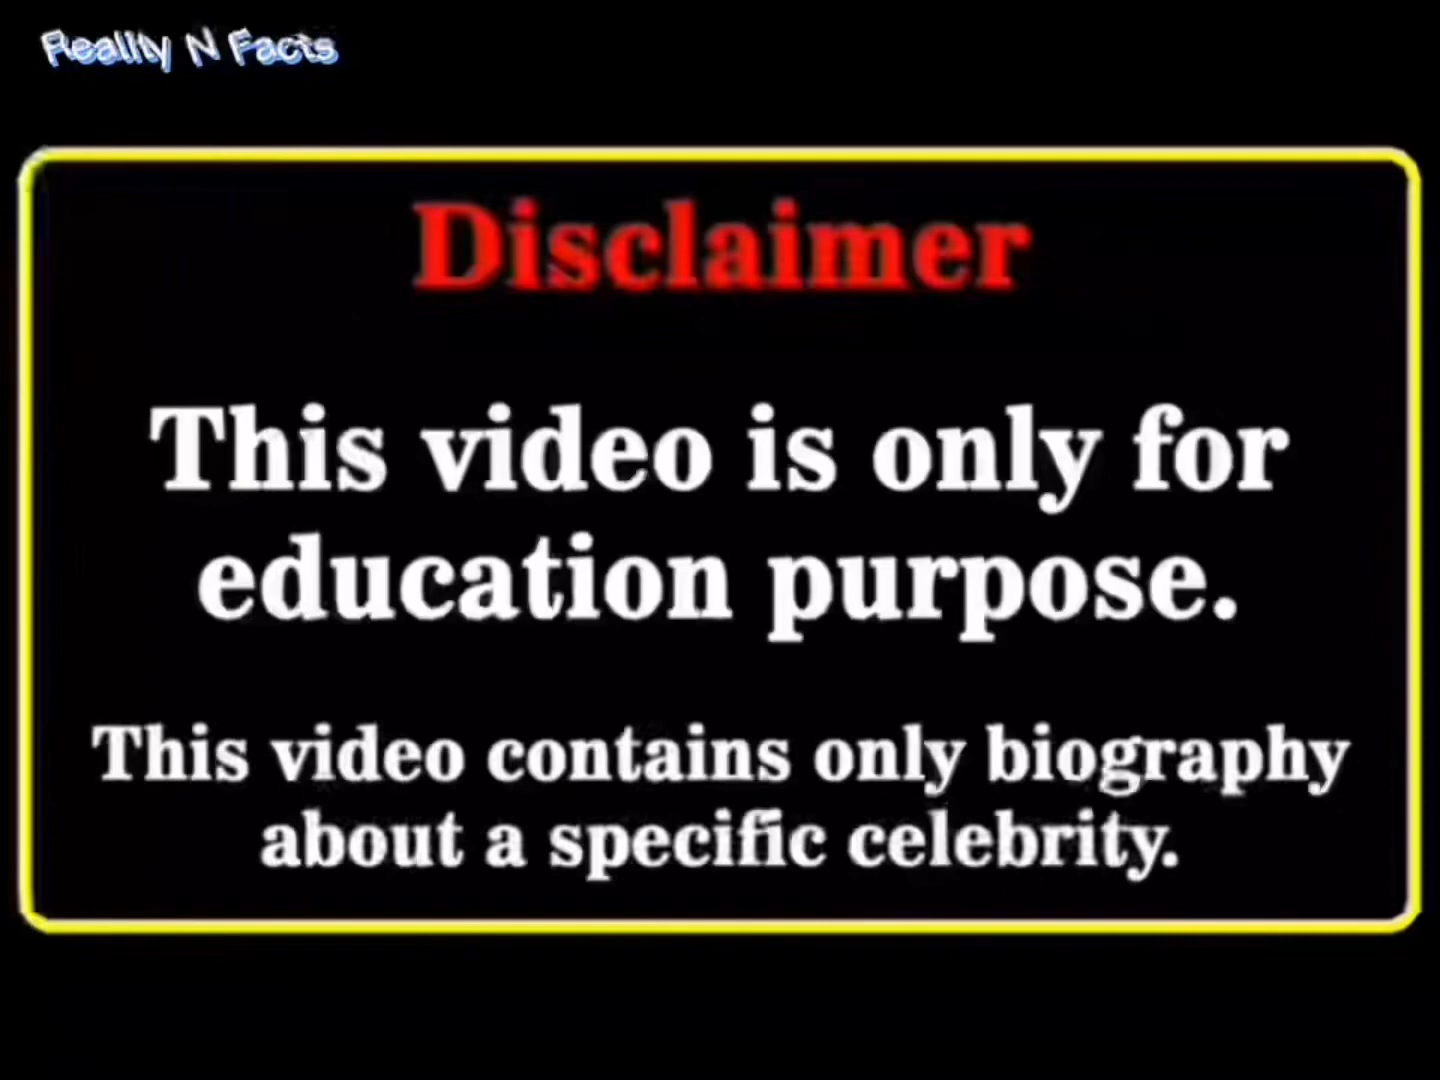 Reality N Facts
Disclaimer
This video is only for
education purpose.
This video contains only biography
about a specific celebrity.